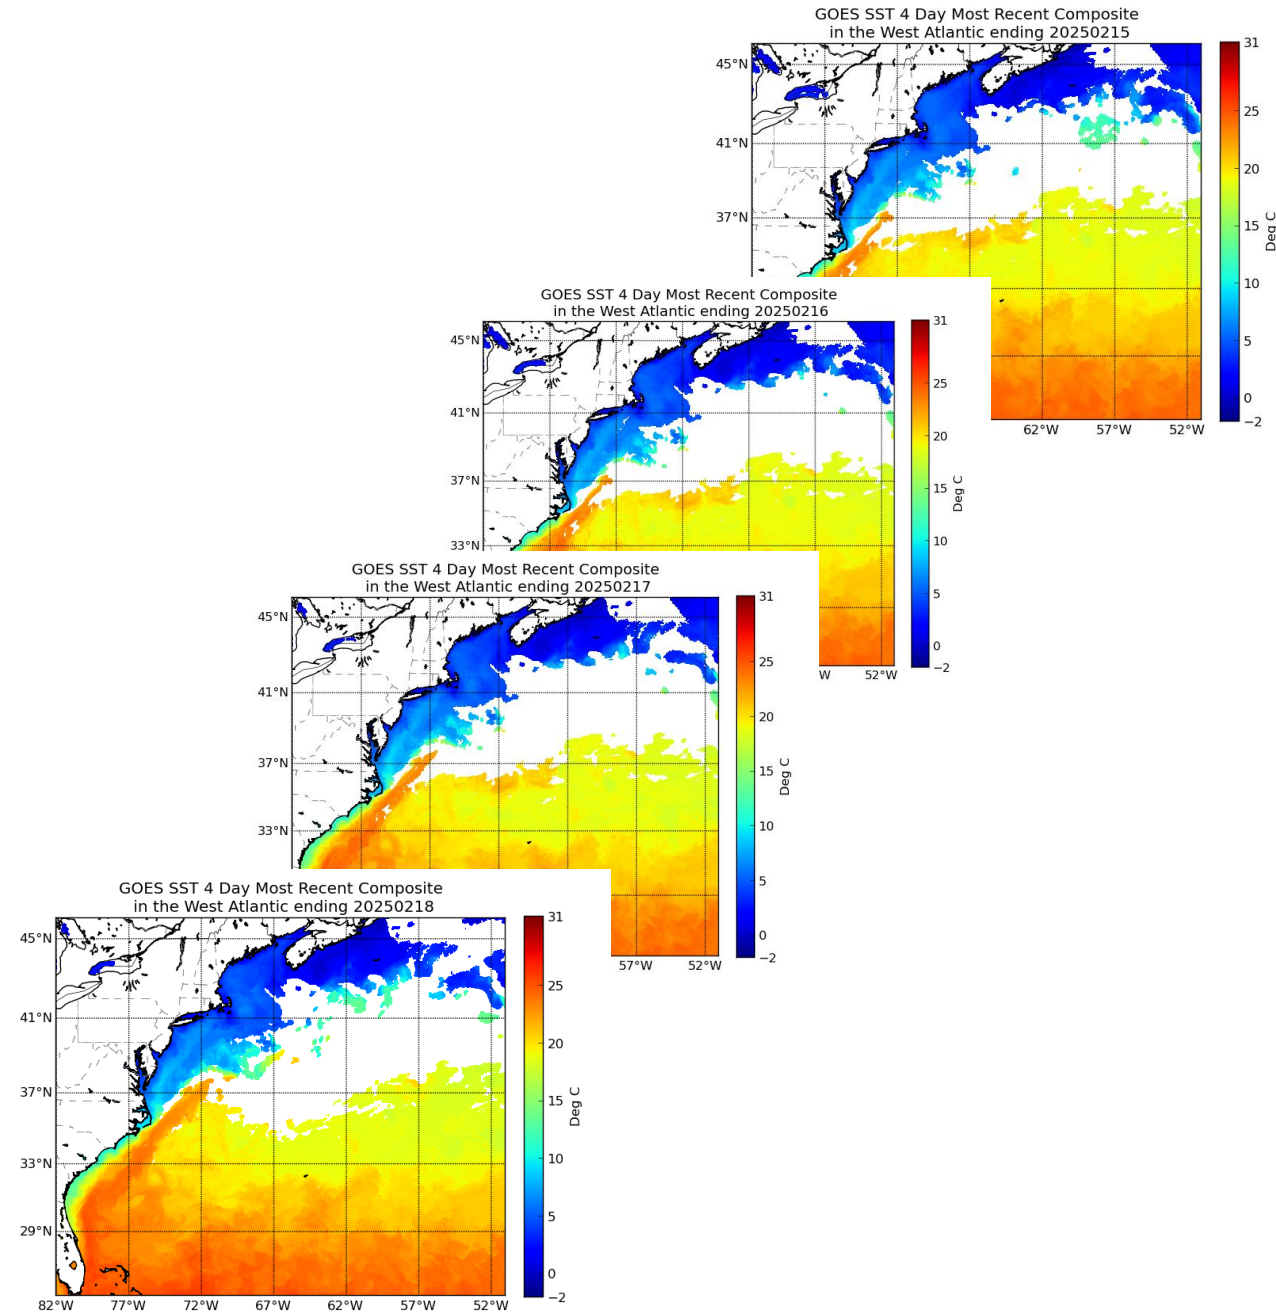 GOES SST 4 Day Most Recent Composite
in the West Atlantic ending 20250215
45°N
41°N
37°N
62°W 57°W 52°W
31
25
20
15
10
5
0
−2
Deg C
GOES SST 4 Day Most Recent Composite
in the West Atlantic ending 20250216
45°N
41°N
37°N
33°N
W 52°W
31
25
20
15
10
5
0
−2
Deg C
GOES SST 4 Day Most Recent Composite
in the West Atlantic ending 20250217
45°N
41°N
37°N
33°N
57°W 52°W
31
25
20
15
10
5
0
−2
Deg C
GOES SST 4 Day Most Recent Composite
in the West Atlantic ending 20250218
45°N
41°N
37°N
33°N
29°N
82°W 77°W 72°W 67°W 62°W 57°W 52°W
31
25
20
15
10
5
0
−2
Deg C